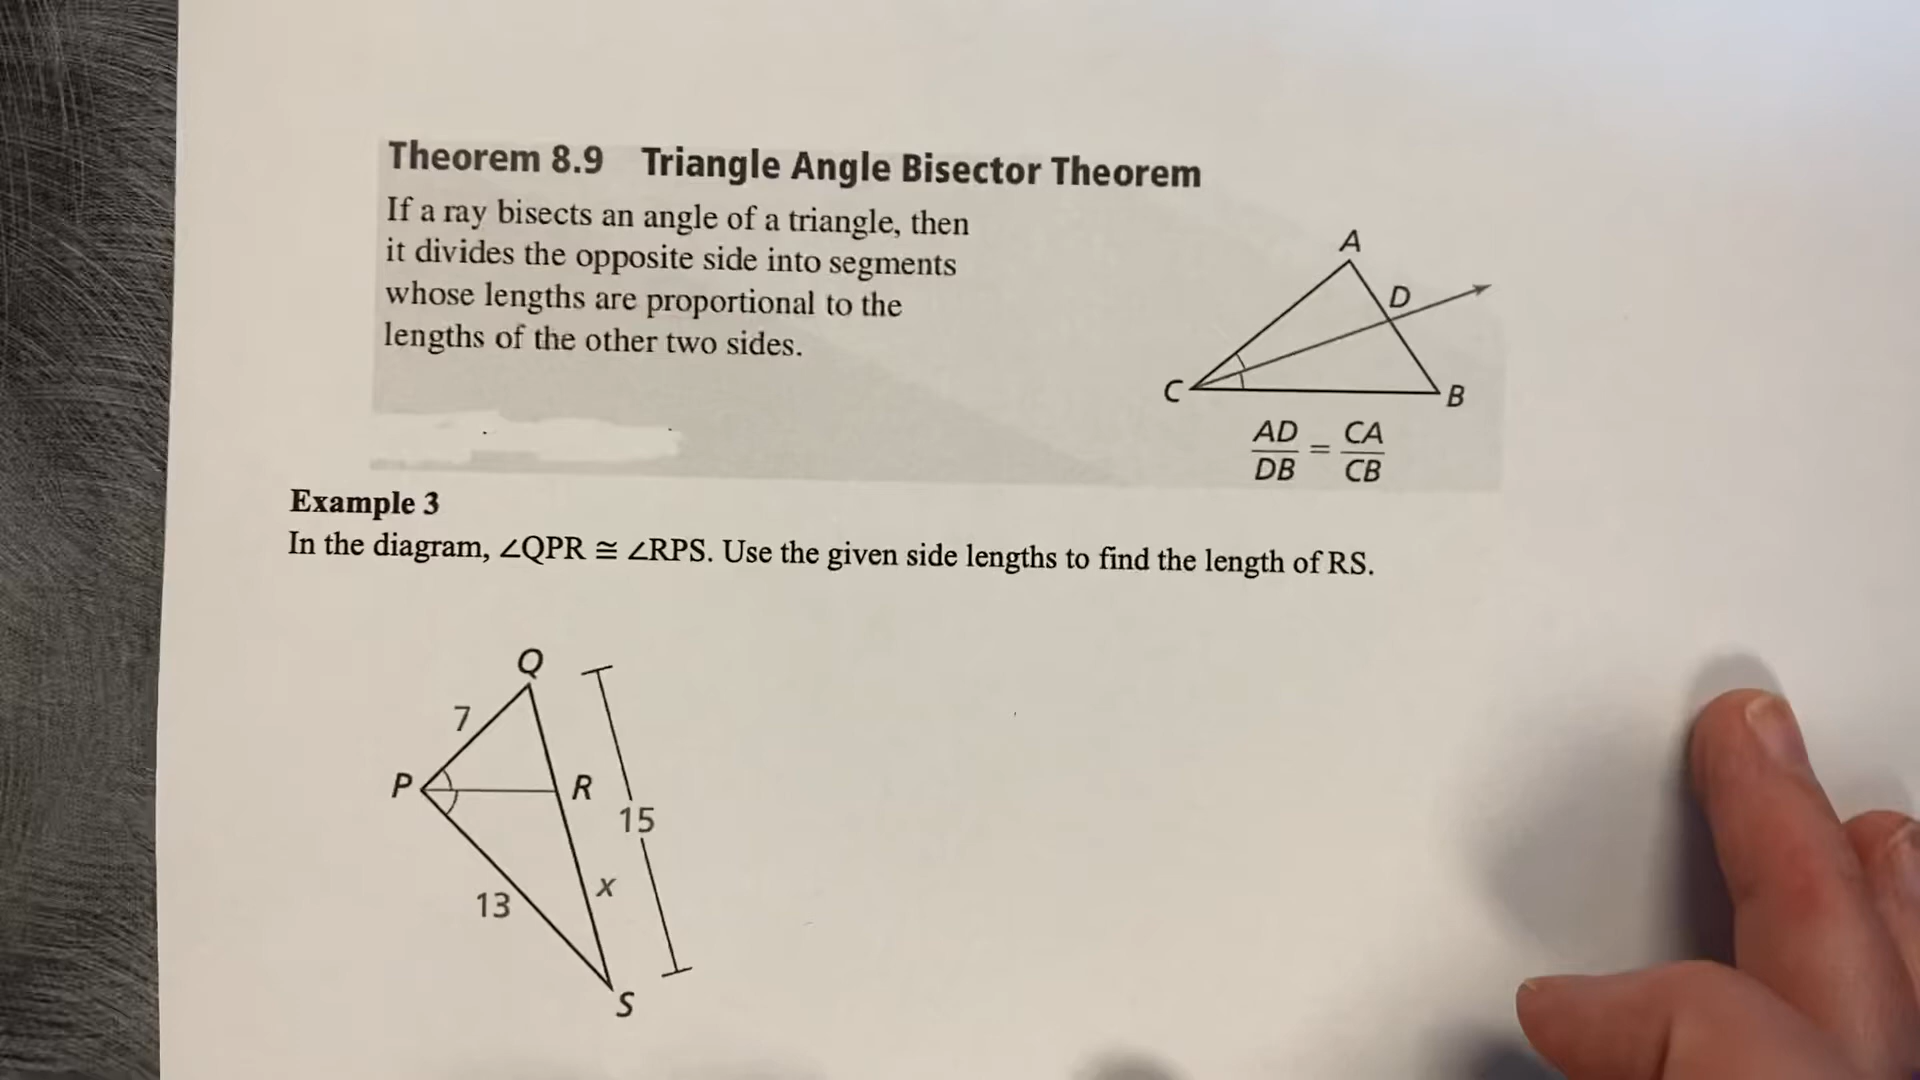 Theorem 8.9 Triangle Angle Bisector Theorem
If a ray bisects an angle of a triangle, then
it divides the opposite side into segments
whose lengths are proportional to the
lengths of the other two sides.
A
D
C
B
AD/DB = CA/CB
Example 3
In the diagram, ∠QPR ≅ ∠RPS. Use the given side lengths to find the length of RS.
Q
7
P
R
15
x
13
S